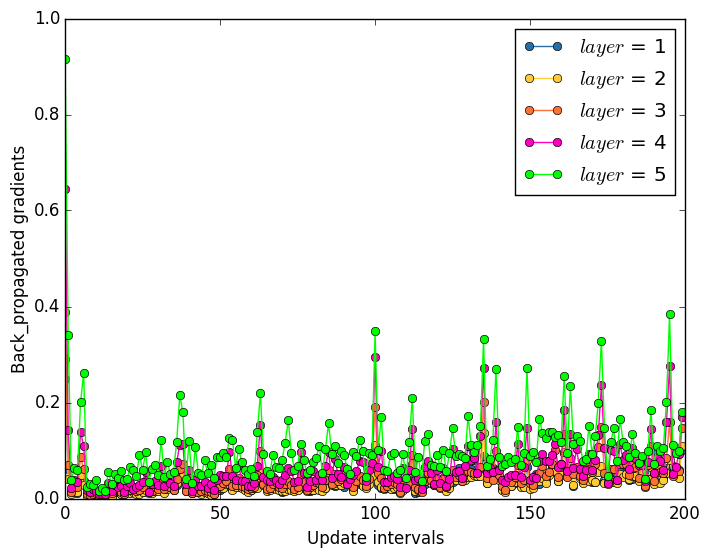 1.0
0.8
0.6
0.4
0.2
0.0
0
50
100
150
200
Back_propagated gradients
Update intervals
layer = 1
layer = 2
layer = 3
layer = 4
layer = 5